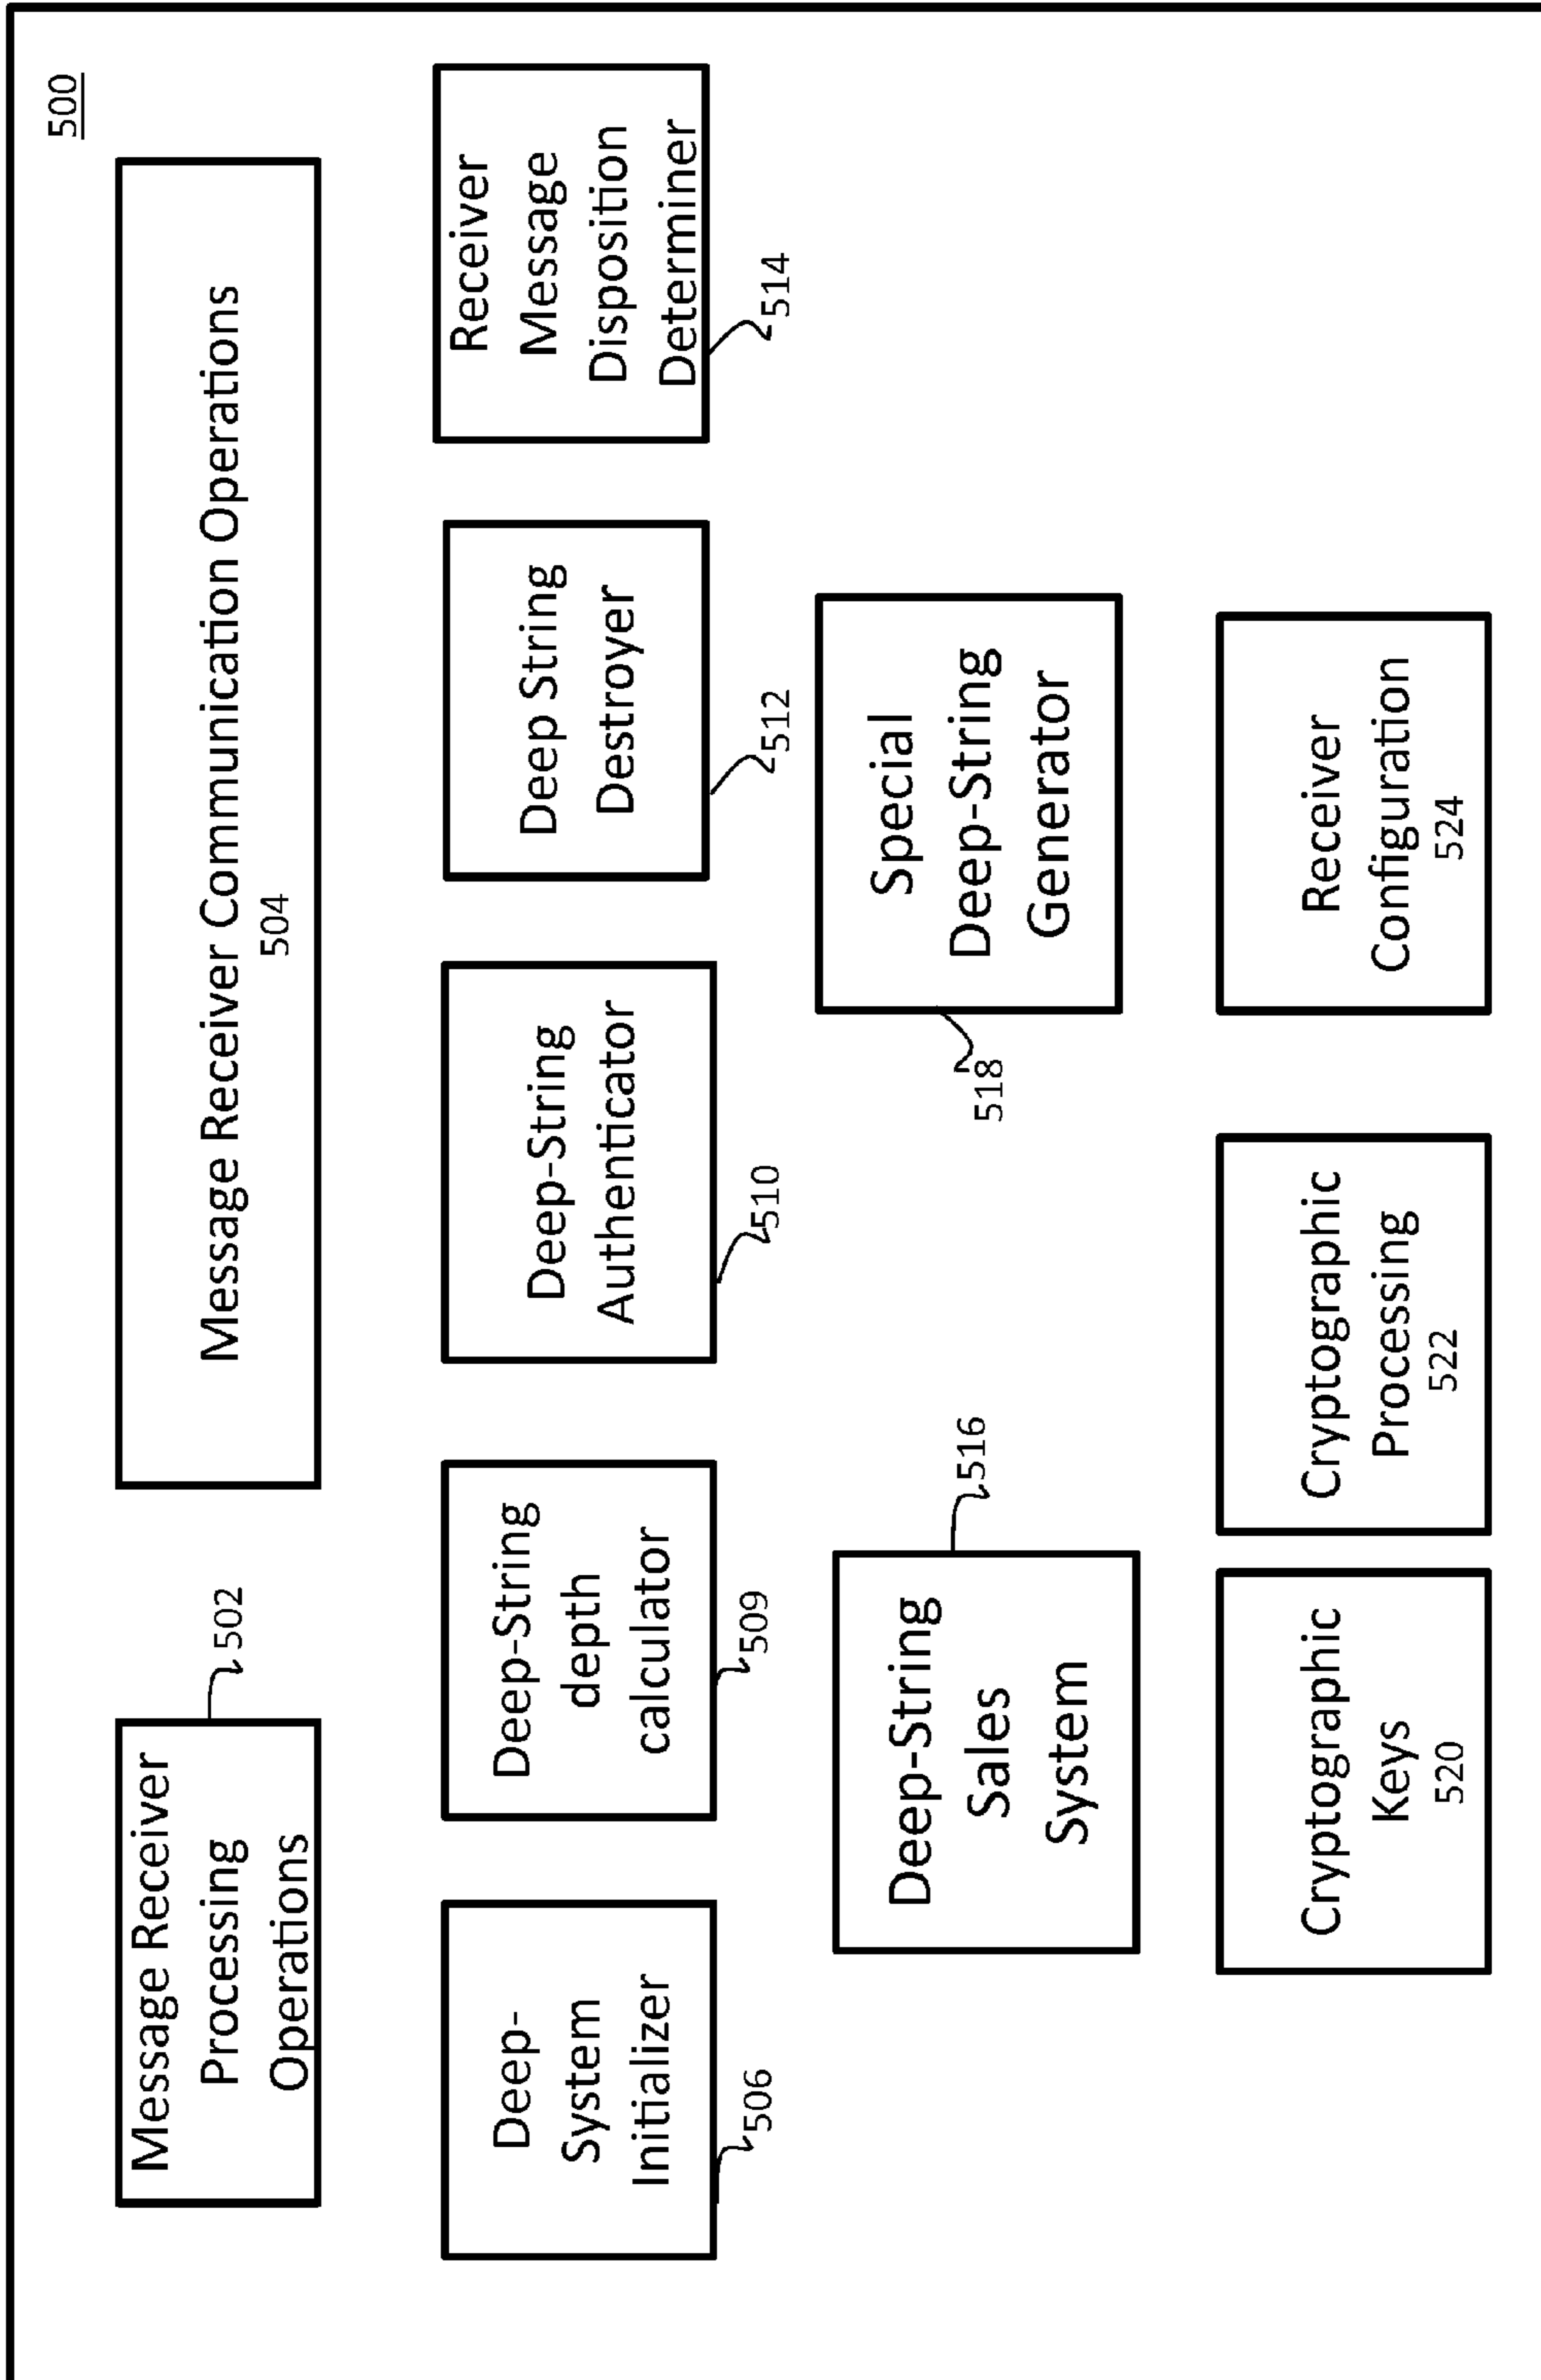 500
Message Receiver
Processing
Operations
502
Message Receiver Communication Operations
504
Deep-
System
Initializer
506
Deep-String
depth
calculator
509
Deep-String
Authenticator
510
Deep String
Destroyer
512
Receiver
Message
Disposition
Determiner
514
Deep-String
Sales
System
516
Special
Deep-String
Generator
518
Cryptographic
Keys
520
Cryptographic
Processing
522
Receiver
Configuration
524